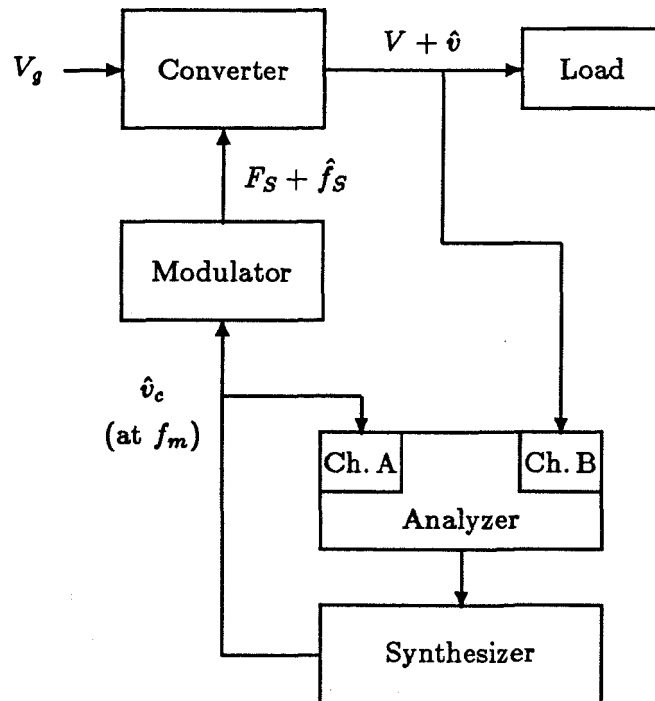 V + v̂
V_g
Converter
Load
F_S + f̂_S
Modulator
v̂_c
(at f_m)
Ch. A
Ch. B
Analyzer
Synthesizer